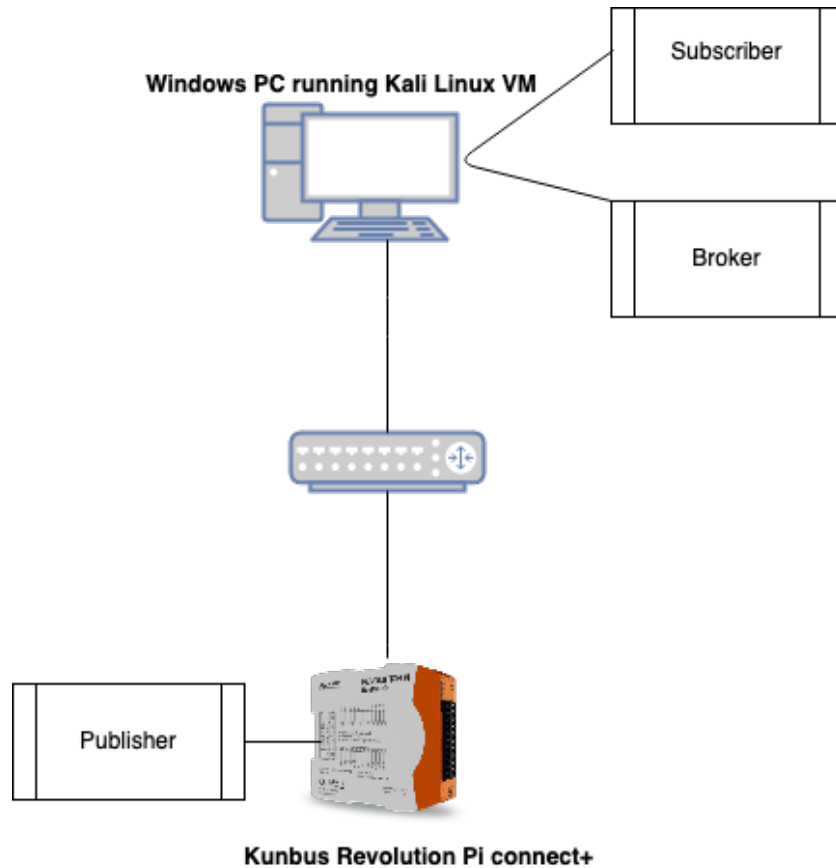 Subscriber
Windows PC running Kali Linux VM
Broker
Publisher
Kunbus Revolution Pi connect+